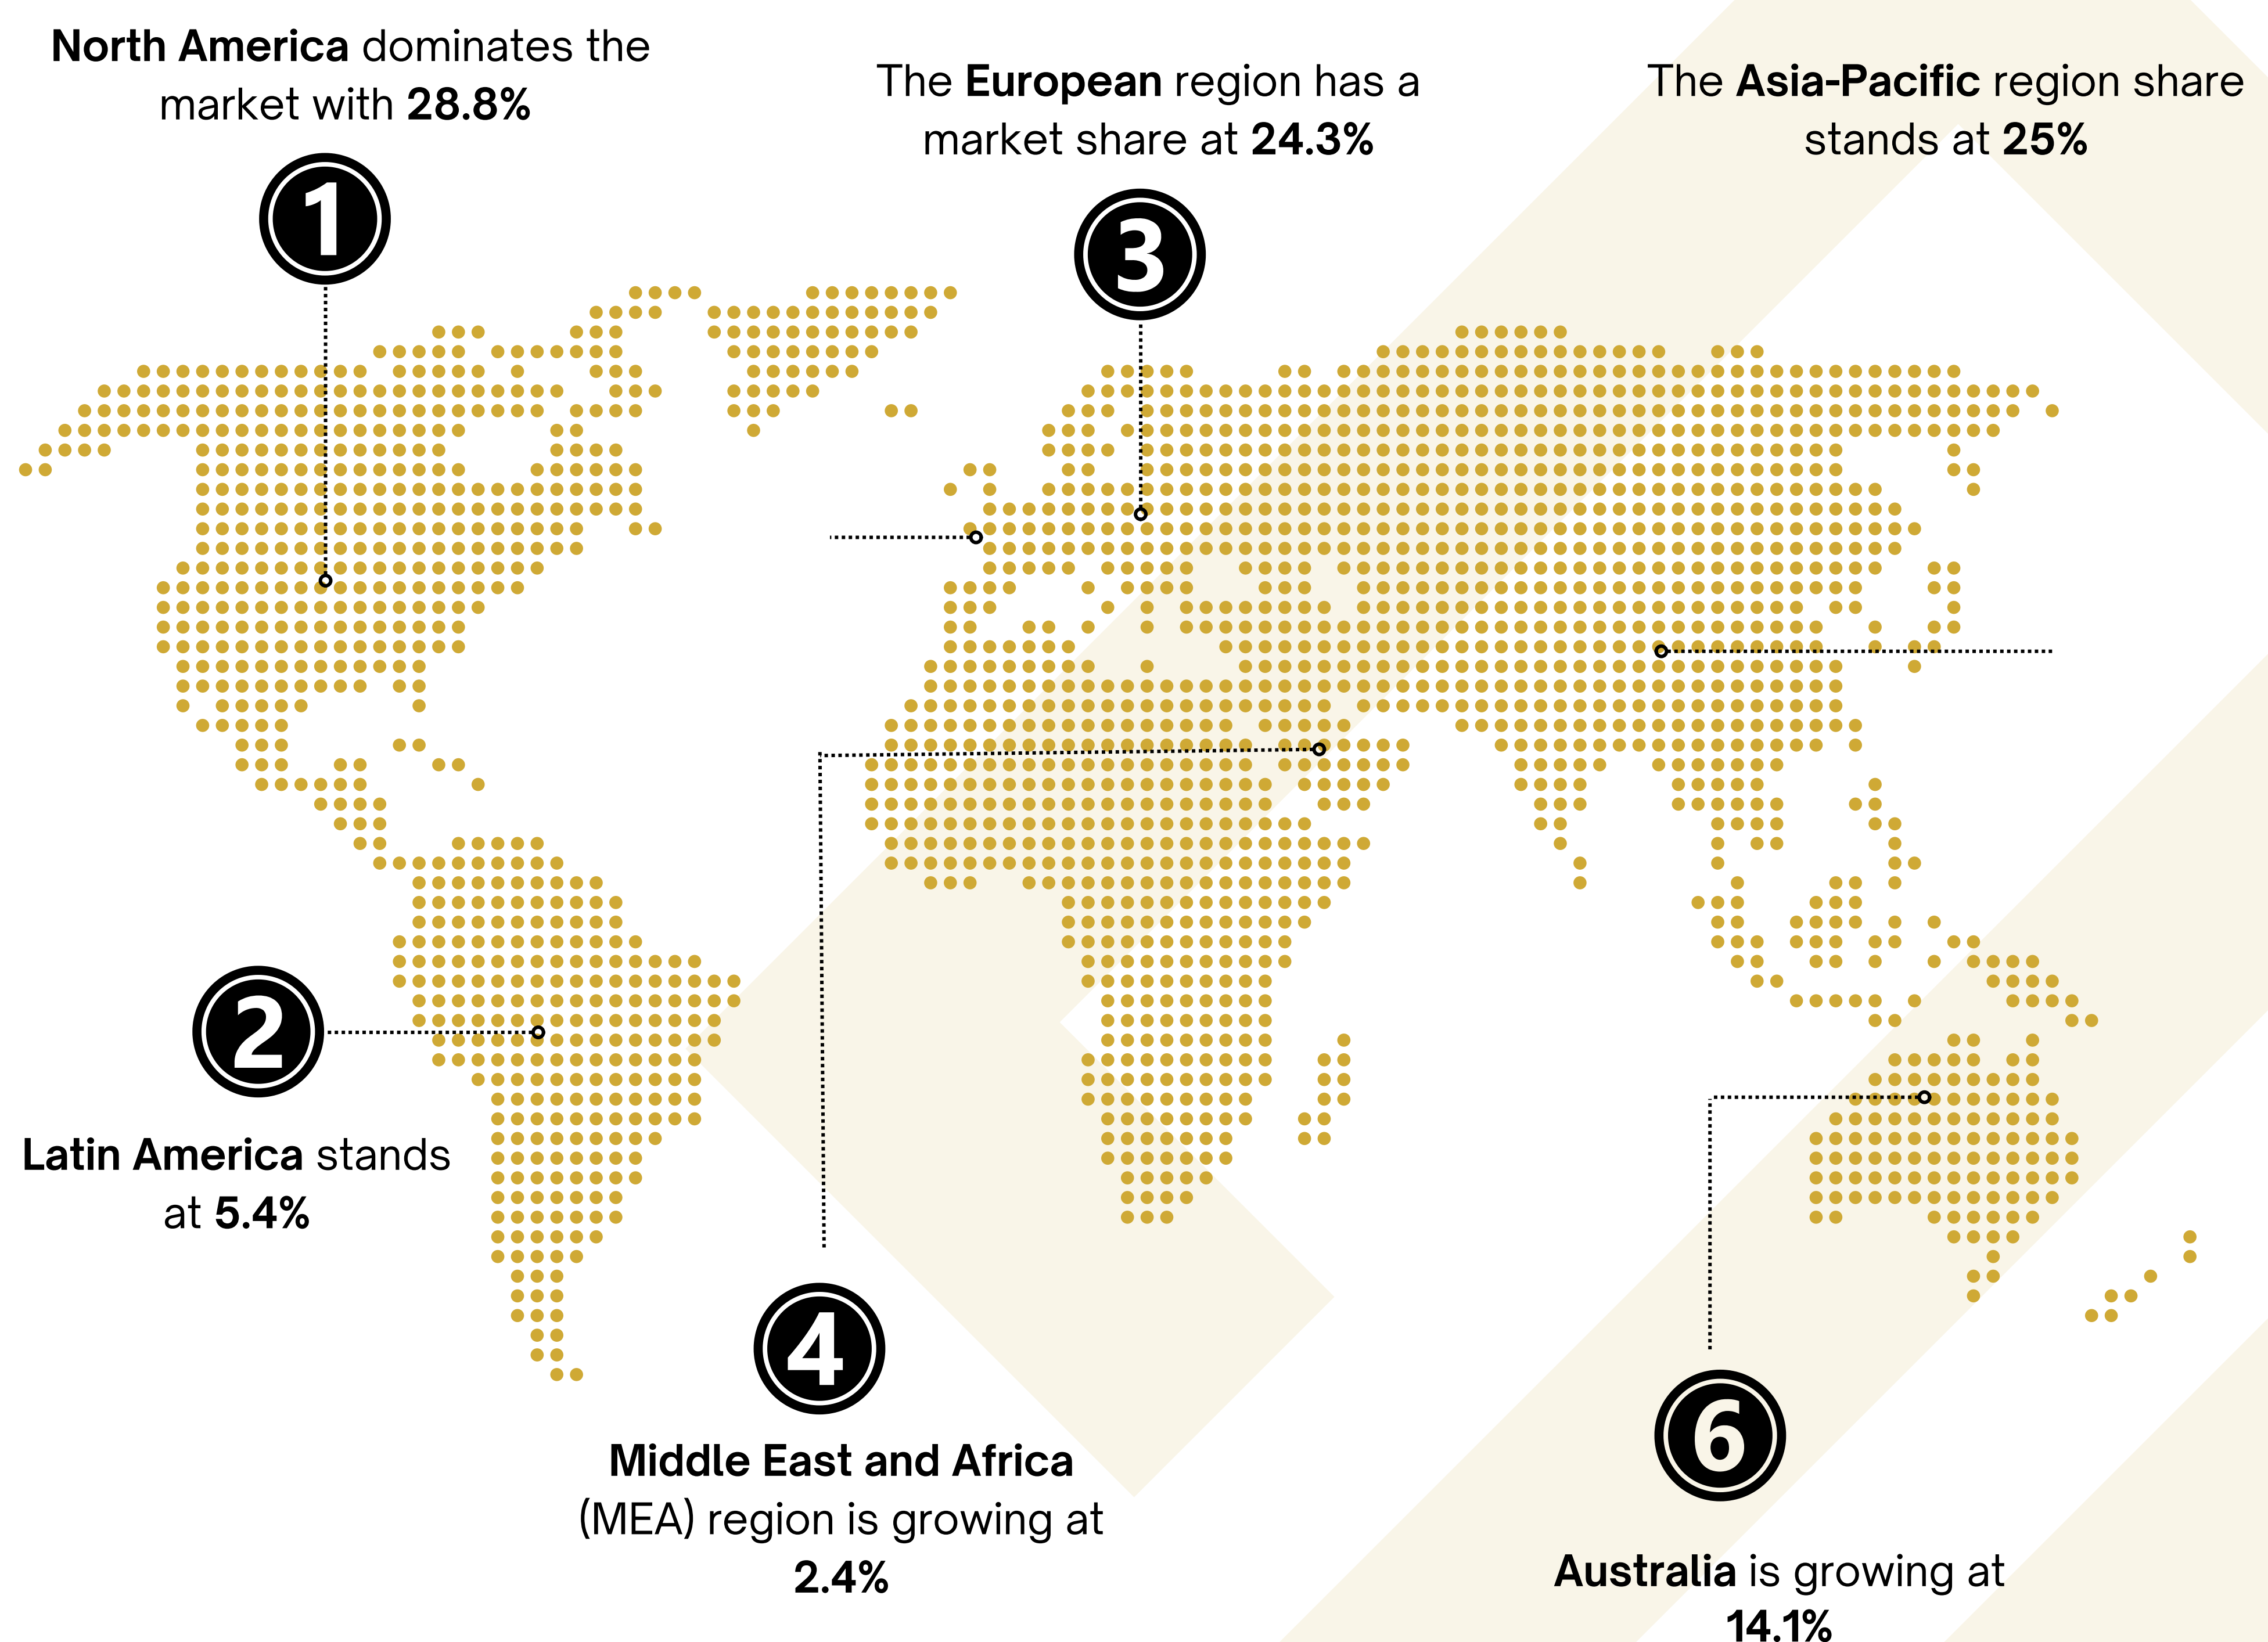 North America dominates the
market with 28.8%
1
The European region has a
market share at 24.3%
3
The Asia-Pacific region share
stands at 25%
2
Latin America stands
at 5.4%
4
Middle East and Africa
(MEA) region is growing at
2.4%
6
Australia is growing at
14.1%